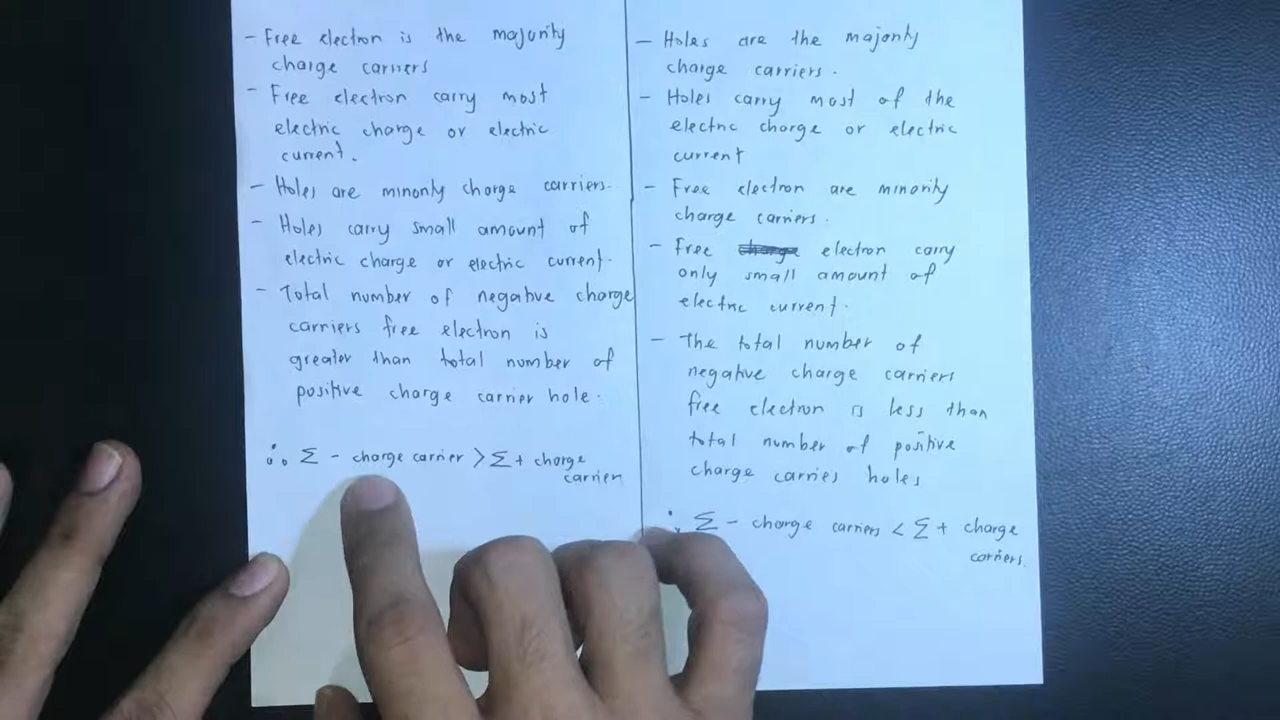 - Free electron is the majority
charge carriers
- Free electron carry most
electric charge or electric
current.
- Holes are minority charge carriers.
- Holes carry small amount of
electric charge or electric current.
- Total number of negative charge
carriers free electron is
greater than total number of
positive charge carrier hole.
∴ Σ - charge carrier > Σ + charge
carrier
- Holes are the majority
charge carriers.
- Holes carry most of the
electric charge or electric
current
- Free electron are minority
charge carriers.
- Free electron carry
only small amount of
electric current.
- The total number of
negative charge carriers
free electron is less than
total number of positive
charge carries holes
∴ Σ - charge carriers < Σ + charge
carriers.